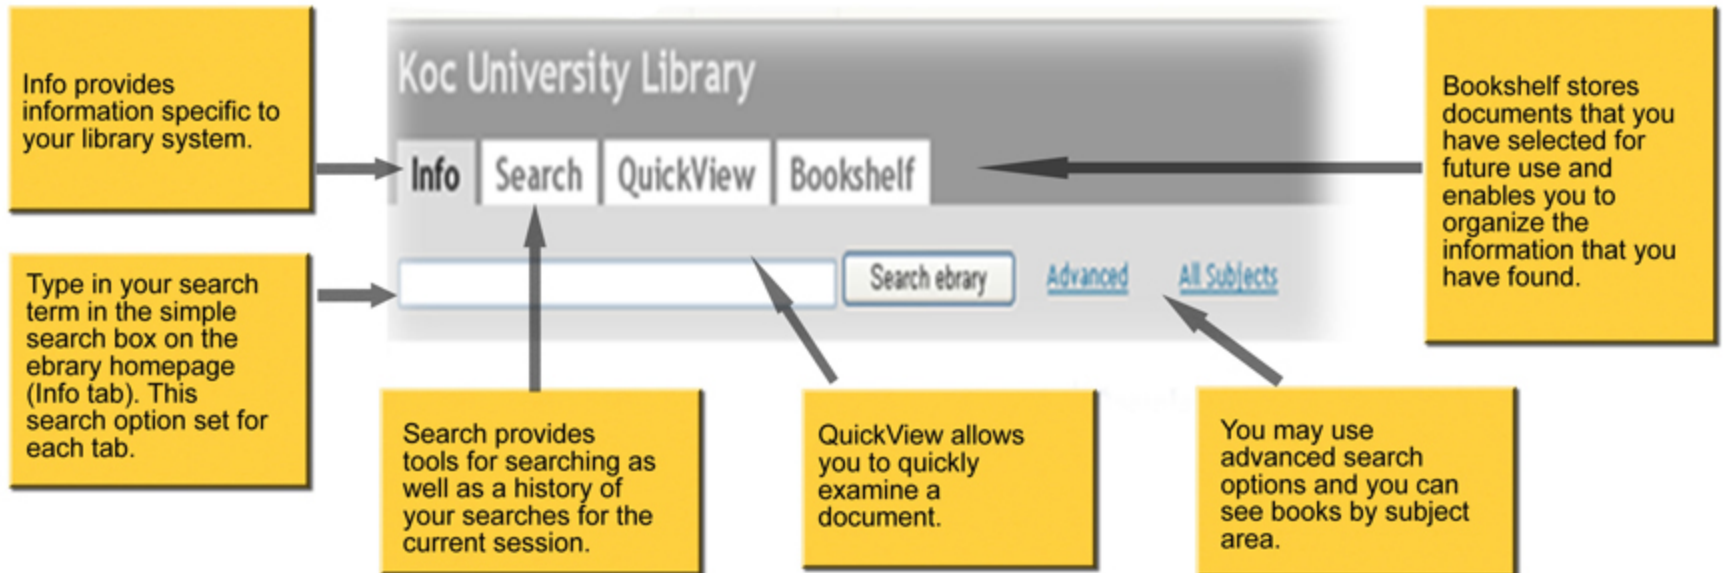 Info provides
information specific to
your library system.
Koc University Library
Info
Search
QuickView
Bookshelf
Bookshelf stores
documents that you
have selected for
future use and
enables you to
organize the
information that you
have found.
Type in your search
term in the simple
search box on the
ebrary homepage
(Info tab). This
search option set for
each tab.
Search ebrary
Advanced
All Subjects
Search provides
tools for searching as
well as a history of
your searches for the
current session.
QuickView allows
you to quickly
examine a
document.
You may use
advanced search
options and you can
see books by subject
area.